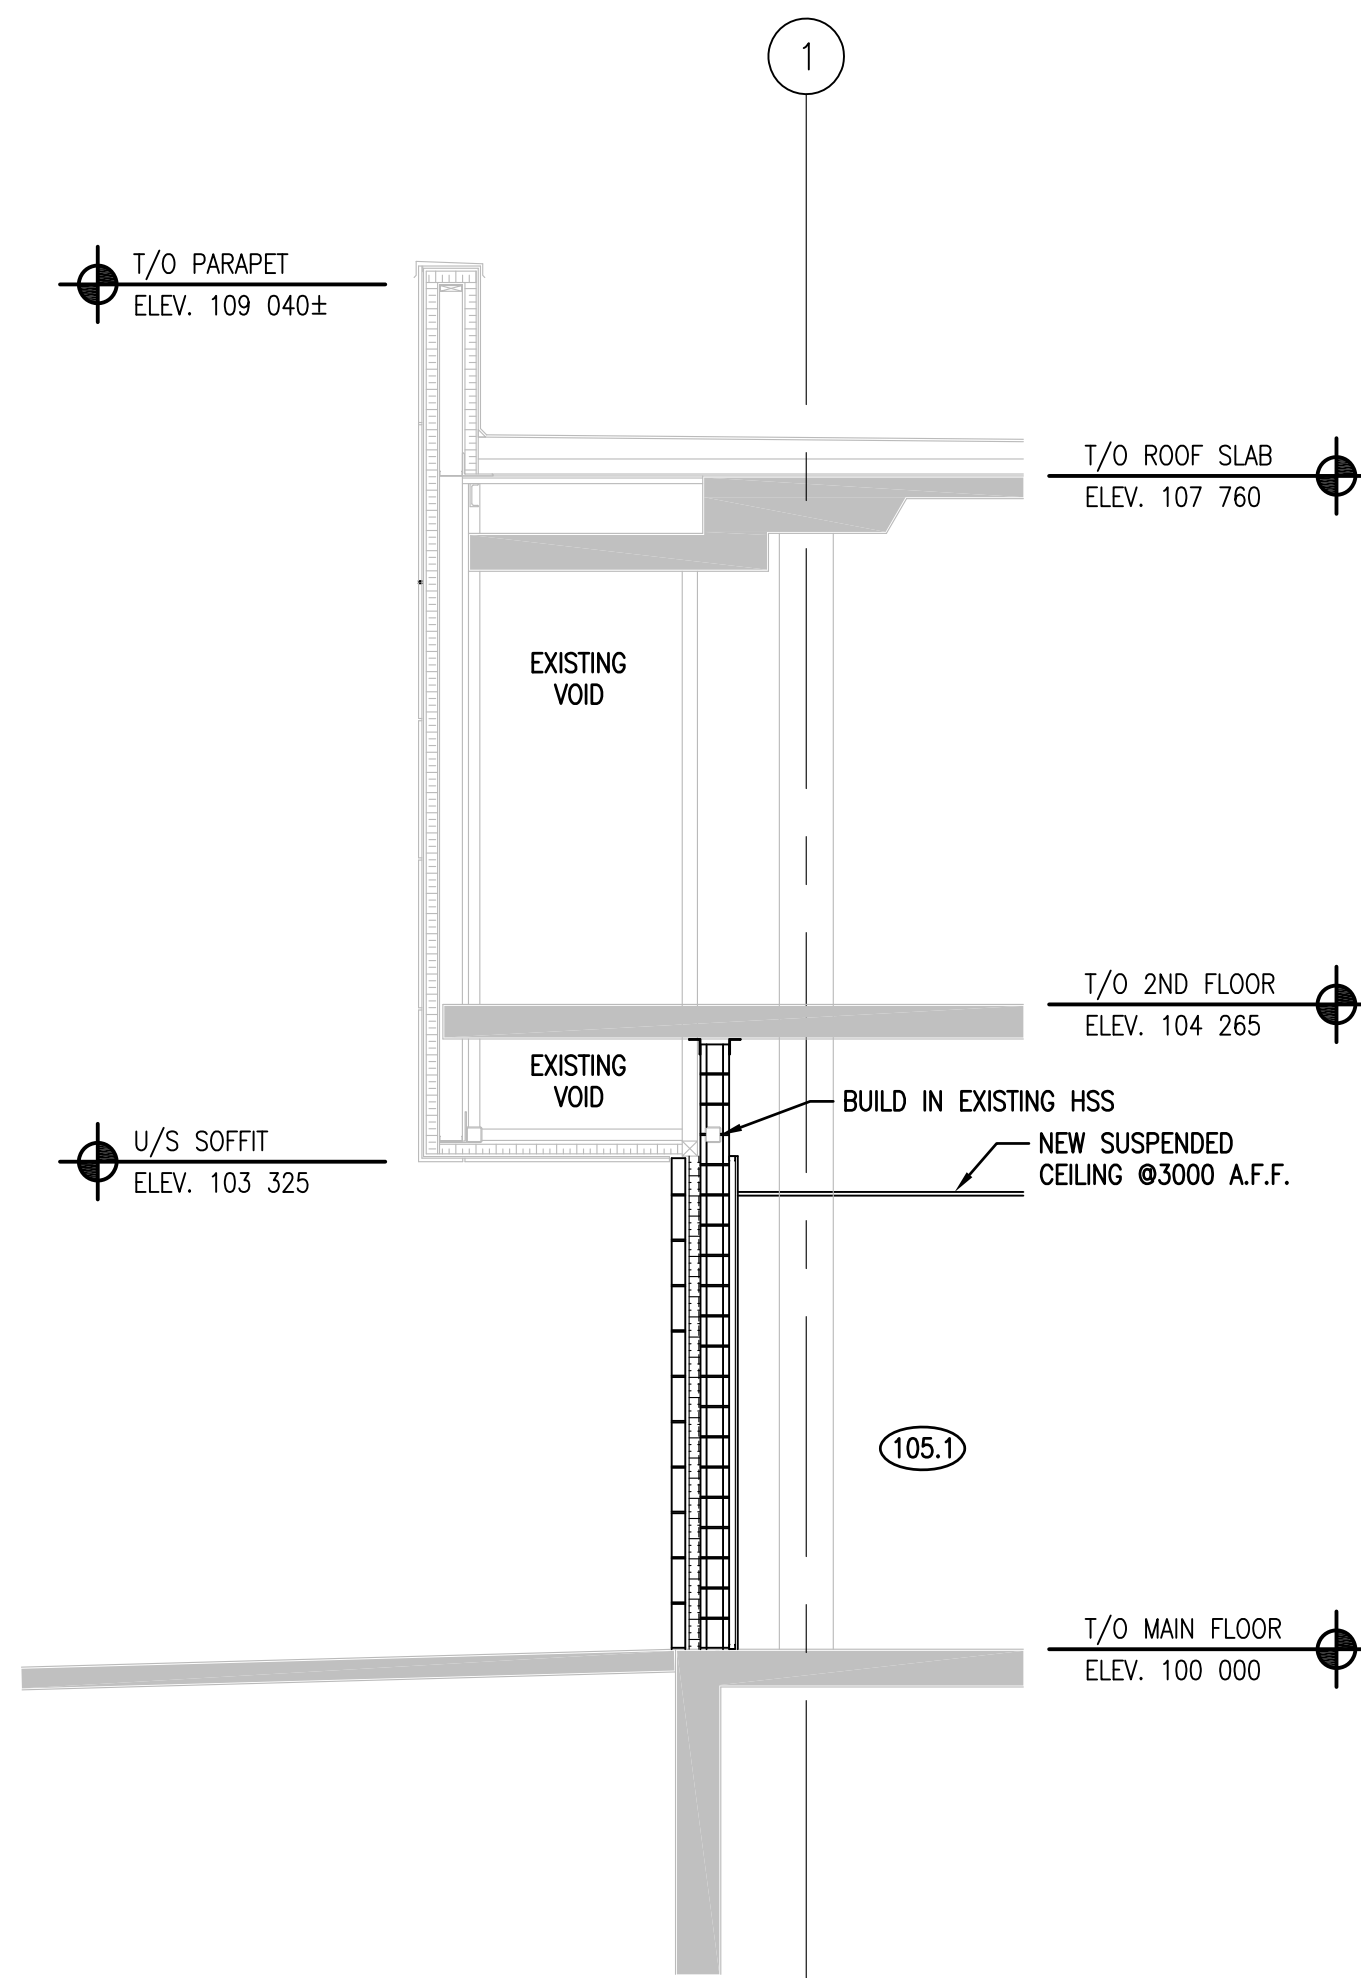 1
T/O PARAPET
ELEV. 109 040±
T/O ROOF SLAB
ELEV. 107 760
EXISTING
VOID
T/O 2ND FLOOR
ELEV. 104 265
EXISTING
VOID
BUILD IN EXISTING HSS
U/S SOFFIT
ELEV. 103 325
NEW SUSPENDED
CEILING @3000 A.F.F.
105.1
T/O MAIN FLOOR
ELEV. 100 000